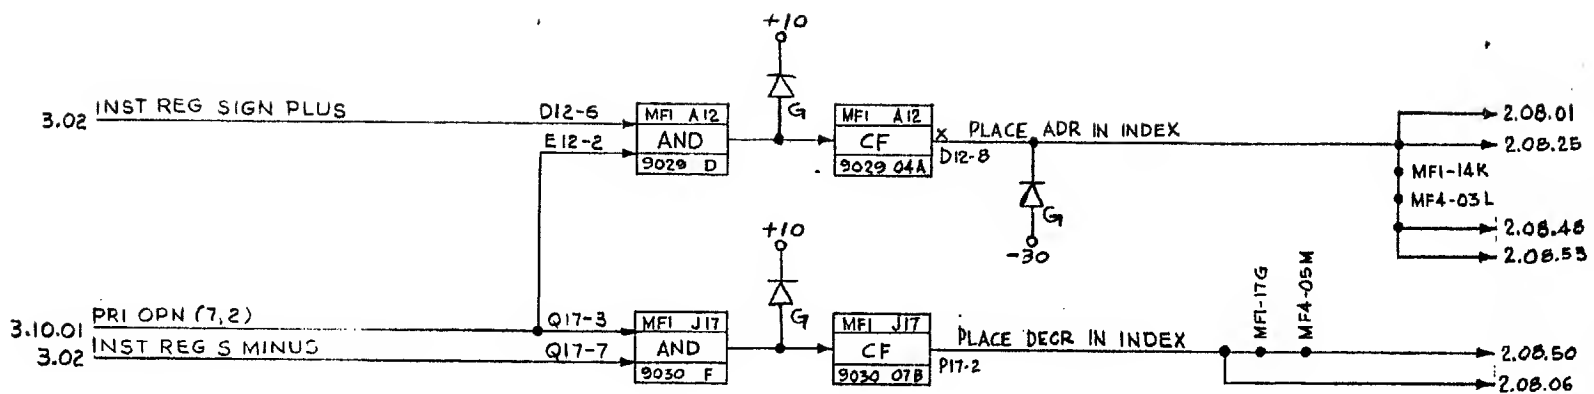 +10
INST REG SIGN PLUS
3.02
D12-6
E12-2
MF1 A12
AND
9029 D
G
MF1 A12
CF
9029 04A
X PLACE ADR IN INDEX
D12-8
G
-30
2.08.01
2.08.25
MF1-14K
MF4-03L
2.08.48
2.08.53
+10
PRI OPN (7,2)
3.10.01
INST REG S MINUS
3.02
Q17-3
Q17-7
MF1 J17
AND
9030 F
G
MF1 J17
CF
9030 07B
PLACE DECR IN INDEX
P17-2
MF1-17G
MF4-05M
2.08.50
2.08.06